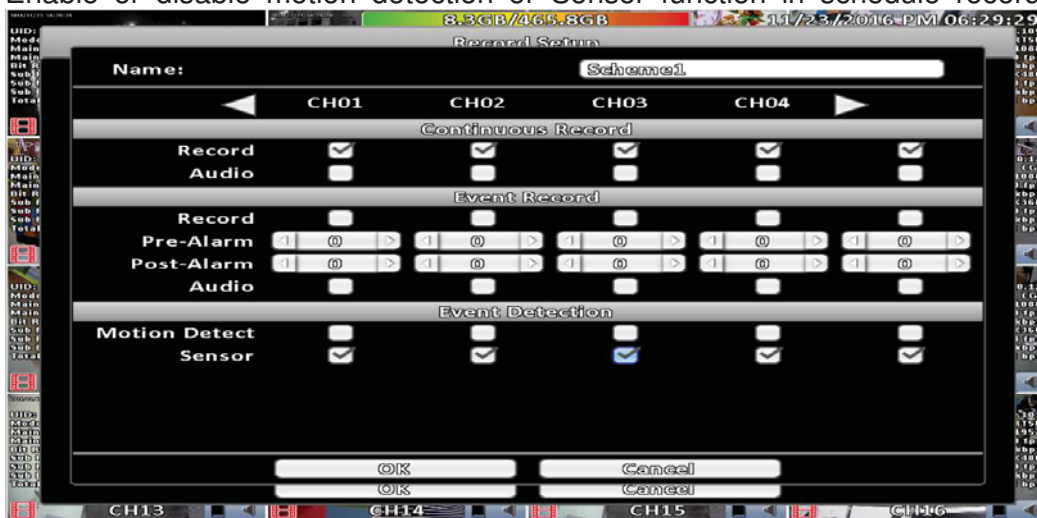 Enable or disable motion detection or Sensor function in schedule record
8.3GB/465.8GB
11/23/2016 PM 06:29:29
Record Setup
Name: Scheme1
CH01 CH02 CH03 CH04
Continuous Record
Record
Audio
Event Record
Record
Pre-Alarm 0 0 0 0 0
Post-Alarm 0 0 0 0 0
Audio
Event Detection
Motion Detect
Sensor
OK Cancel
OK Cancel
CH13 CH14 CH15 CH16